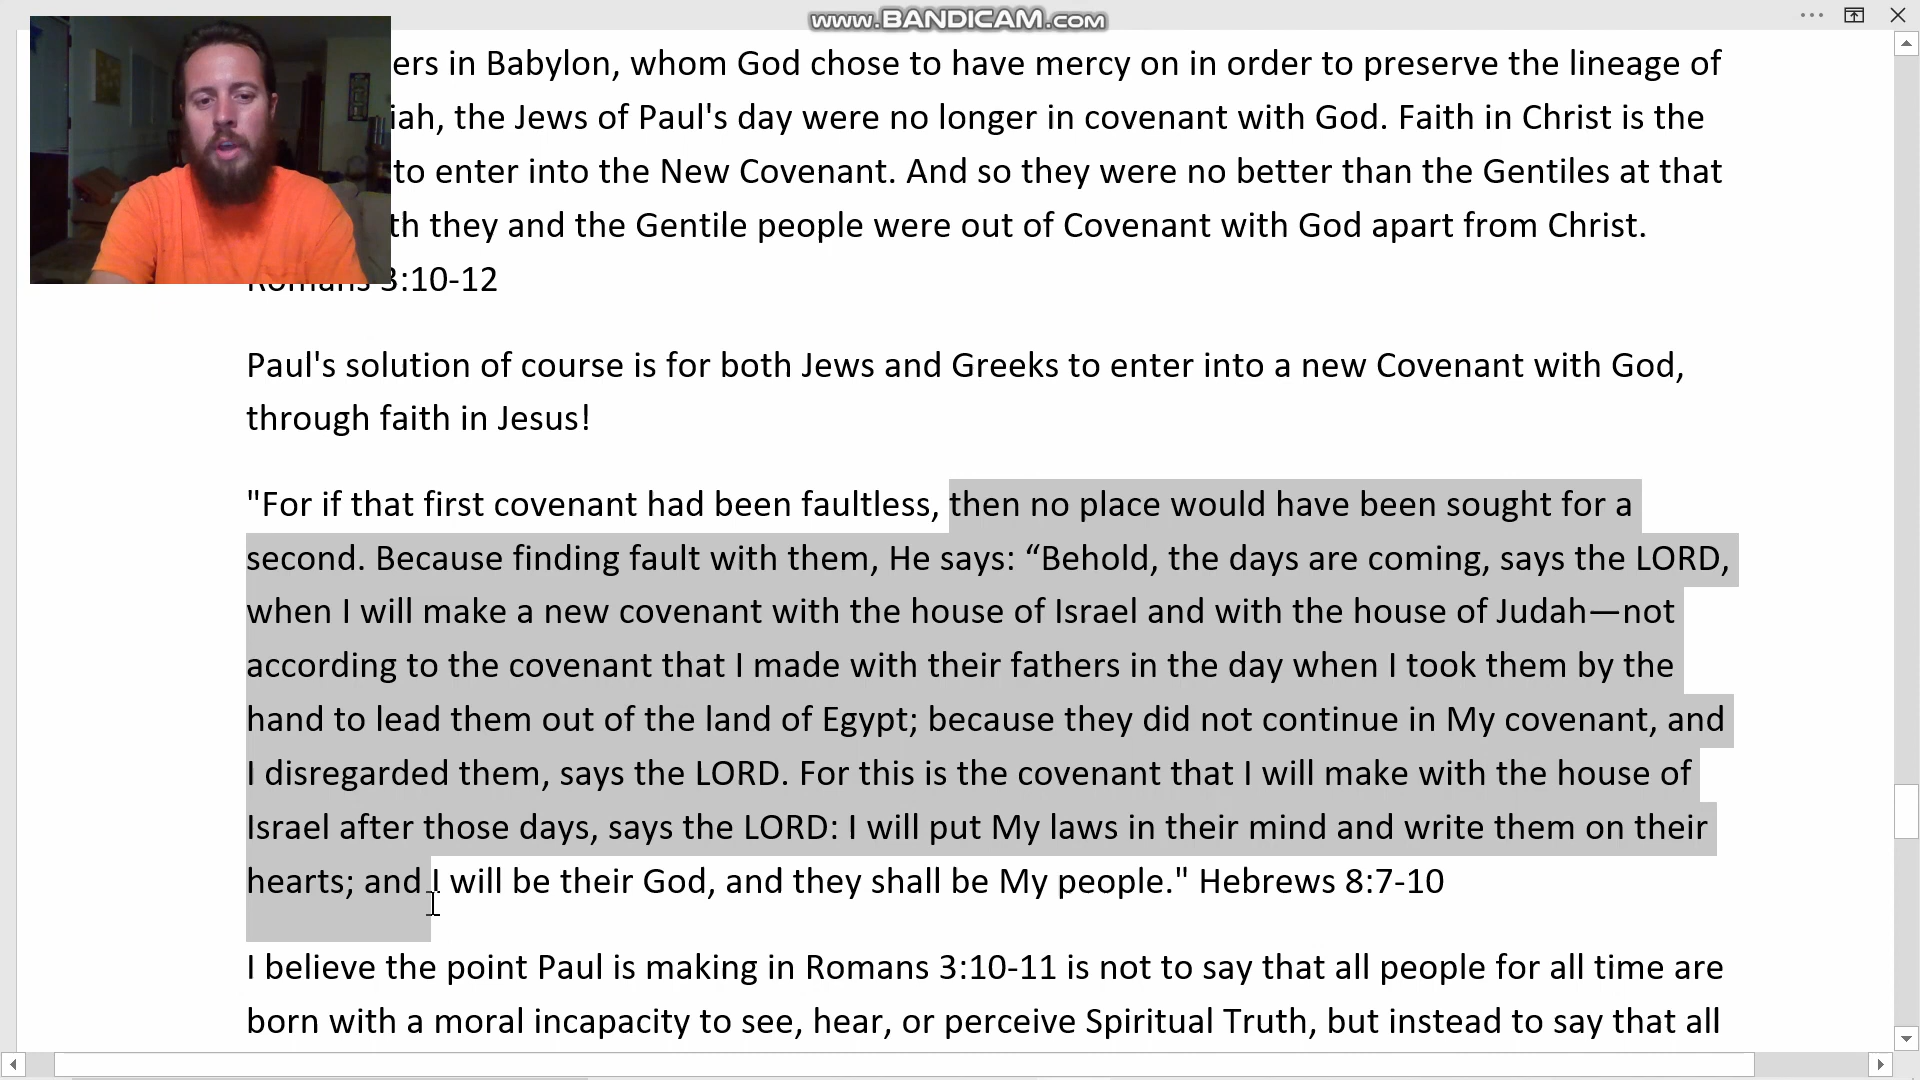 www.BANDICAM.com
ers in Babylon, whom God chose to have mercy on in order to preserve the lineage of
iah, the Jews of Paul's day were no longer in covenant with God. Faith in Christ is the
to enter into the New Covenant. And so they were no better than the Gentiles at that
th they and the Gentile people were out of Covenant with God apart from Christ.
Romans 3:10-12
Paul's solution of course is for both Jews and Greeks to enter into a new Covenant with God,
through faith in Jesus!
"For if that first covenant had been faultless, then no place would have been sought for a
second. Because finding fault with them, He says: “Behold, the days are coming, says the LORD,
when I will make a new covenant with the house of Israel and with the house of Judah—not
according to the covenant that I made with their fathers in the day when I took them by the
hand to lead them out of the land of Egypt; because they did not continue in My covenant, and
I disregarded them, says the LORD. For this is the covenant that I will make with the house of
Israel after those days, says the LORD: I will put My laws in their mind and write them on their
hearts; and I will be their God, and they shall be My people." Hebrews 8:7-10
I believe the point Paul is making in Romans 3:10-11 is not to say that all people for all time are
born with a moral incapacity to see, hear, or perceive Spiritual Truth, but instead to say that all